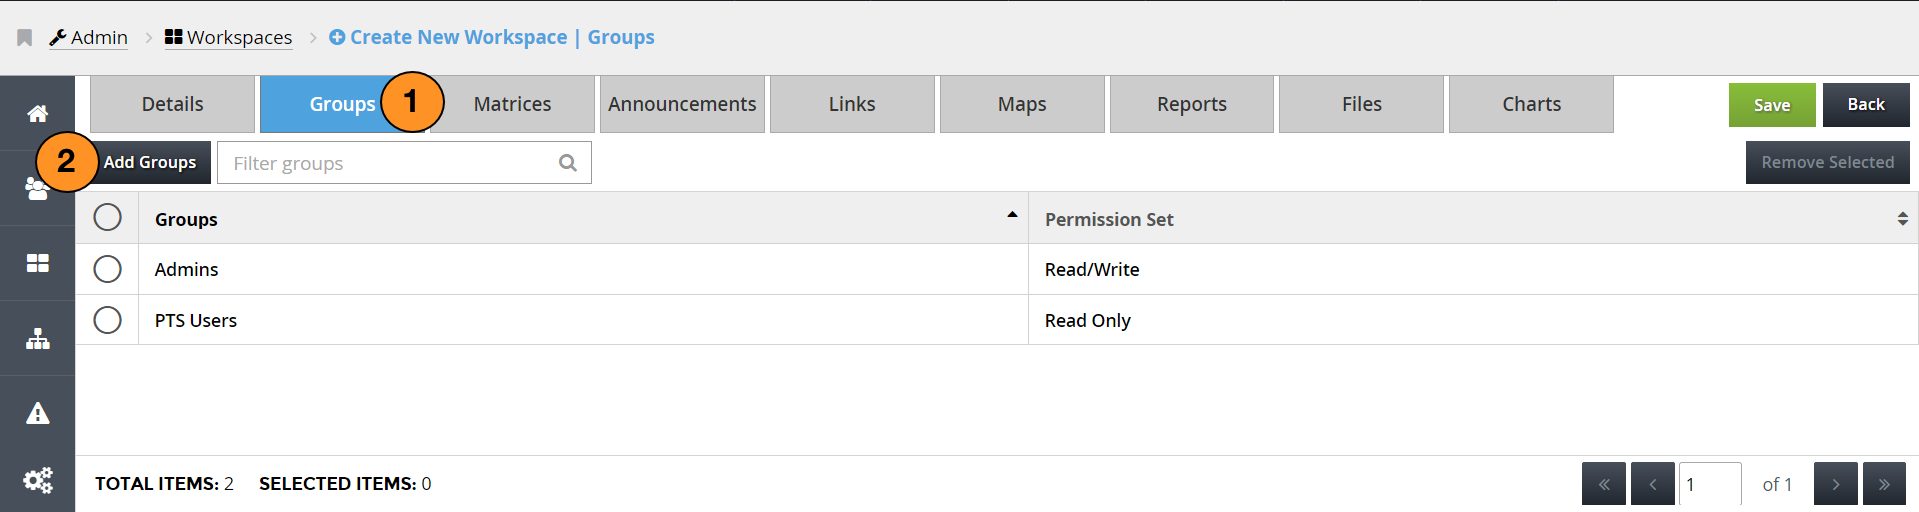 Admin > Workspaces > Create New Workspace | Groups
Details Groups 1 Matrices Announcements Links Maps Reports Files Charts Save Back
2 Add Groups Filter groups Remove Selected
Groups Permission Set
Admins Read/Write
PTS Users Read Only
TOTAL ITEMS: 2 SELECTED ITEMS: 0 « < 1 of 1 > »